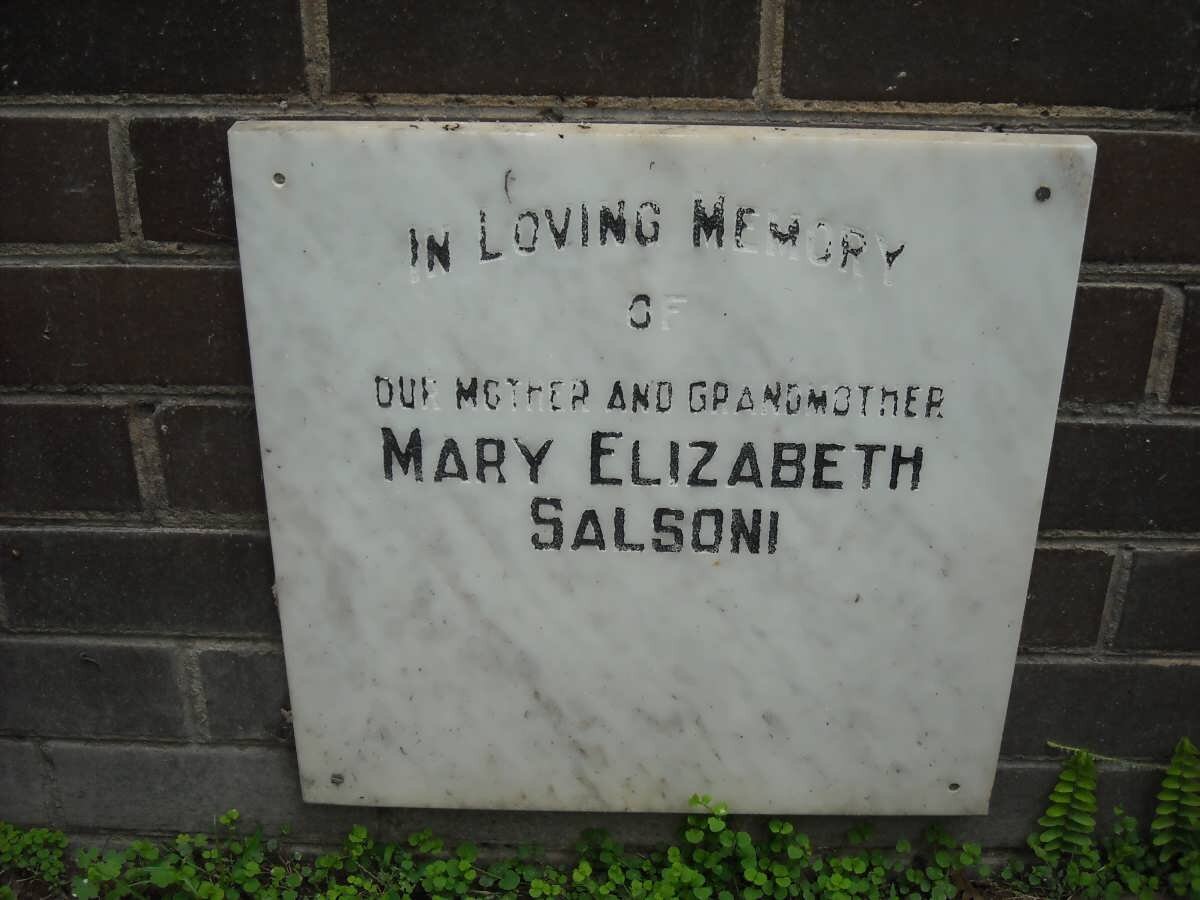 IN LOVING MEMORY
OF
OUR MOTHER AND GRANDMOTHER
MARY ELIZABETH
SALSONI